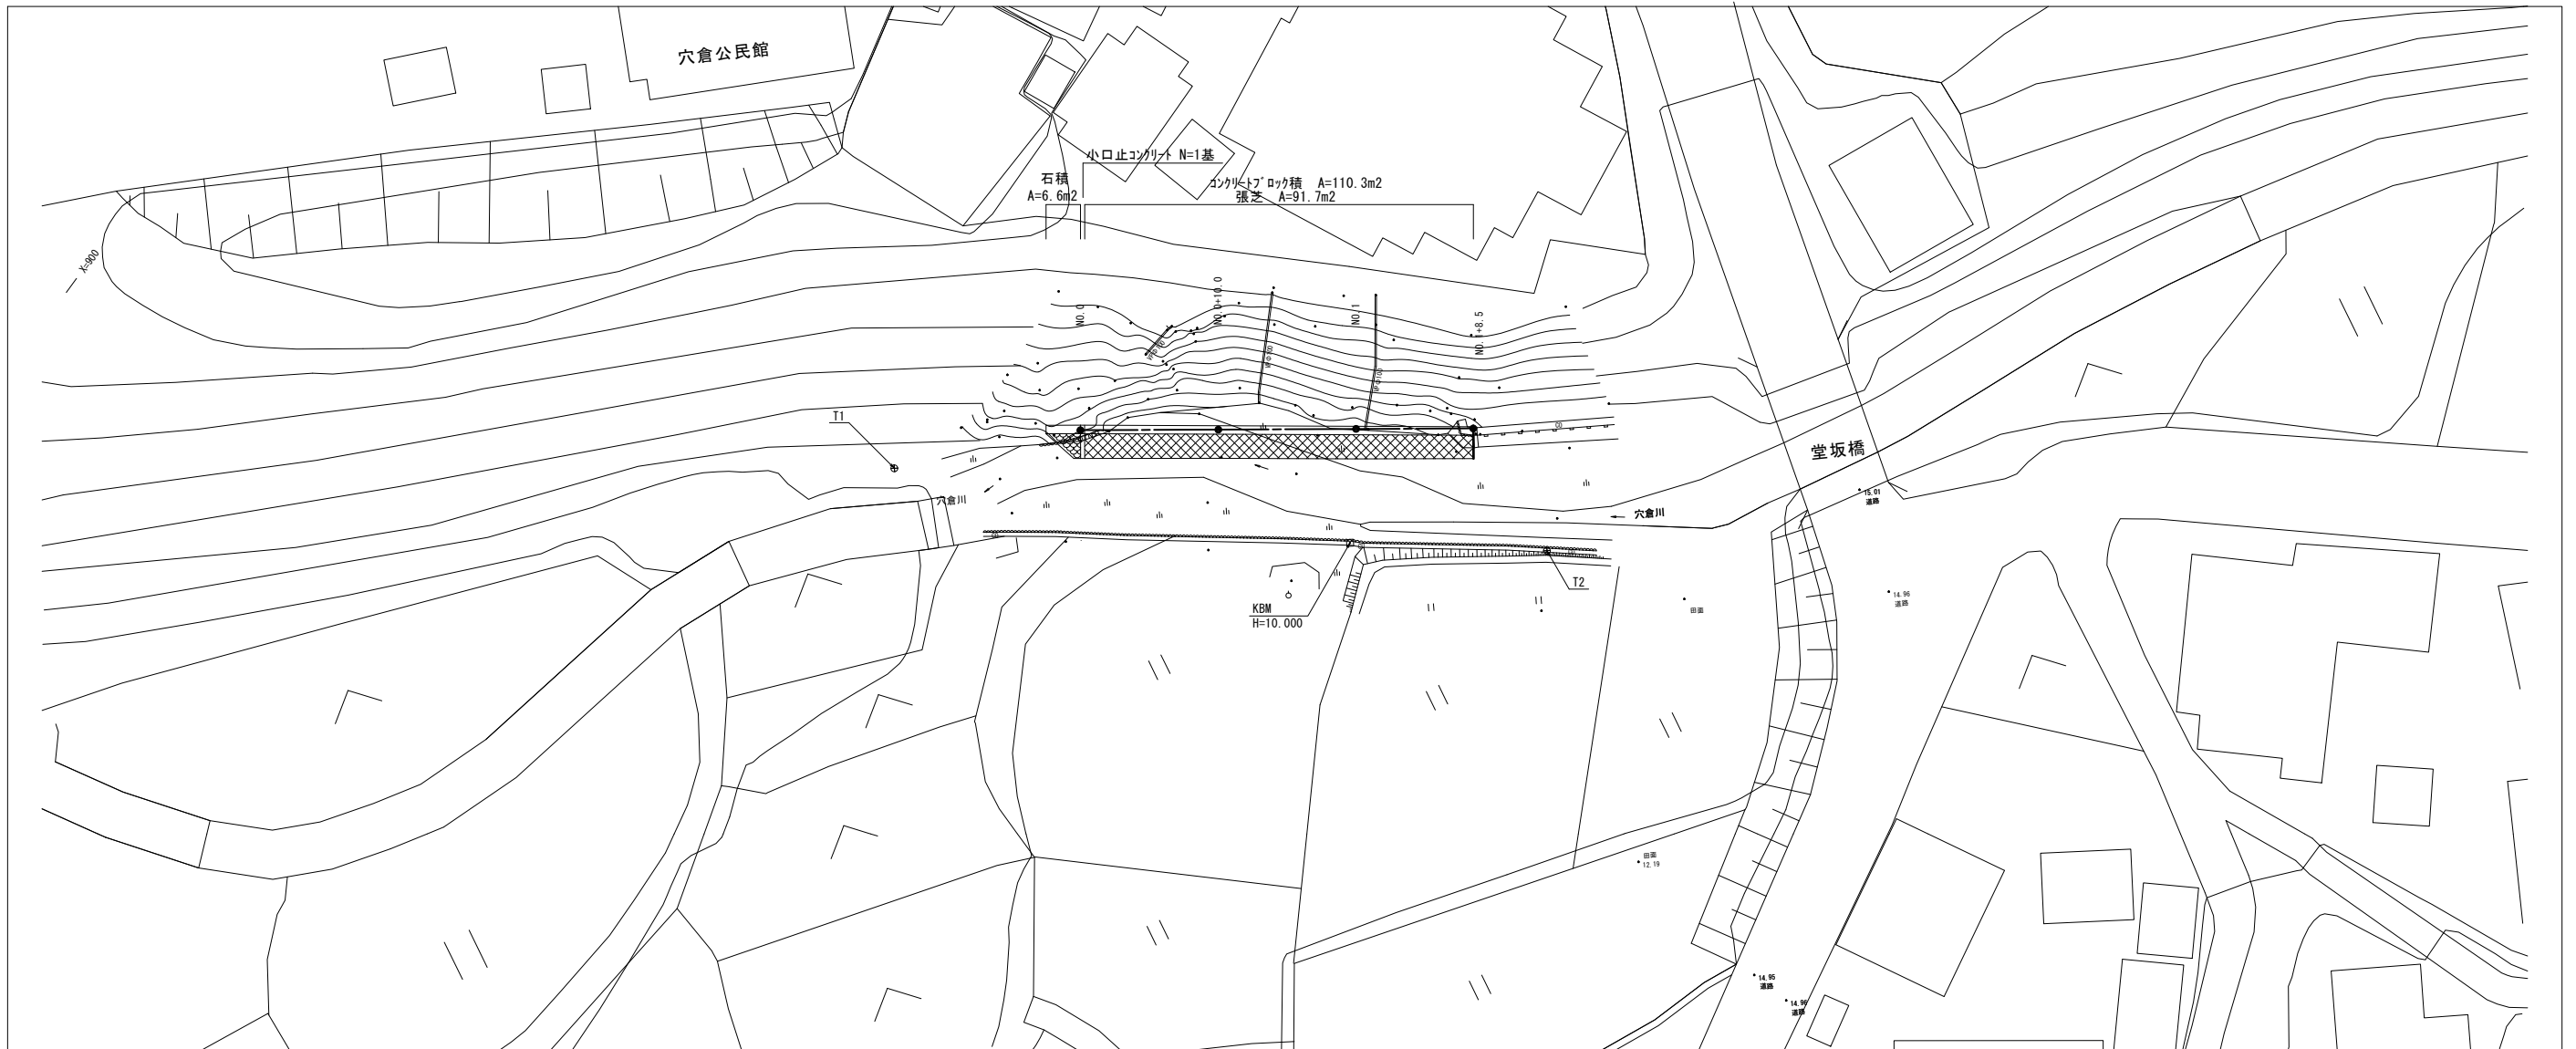 穴倉公民館
小口止ｺﾝｸﾘｰﾄ N=1基
石積
A=6.6m2
ｺﾝｸﾘｰﾄﾌﾞﾛｯｸ積 A=110.3m2
張芝 A=91.7m2
X=900
NO.0
NO.0+10.0
NO.1
NO.1+8.5
T1
堂坂橋
15.01
道路
穴倉川
穴倉川
T2
KBM
H=10.000
14.96
道路
田面
田面
12.19
14.95
道路
14.96
道路